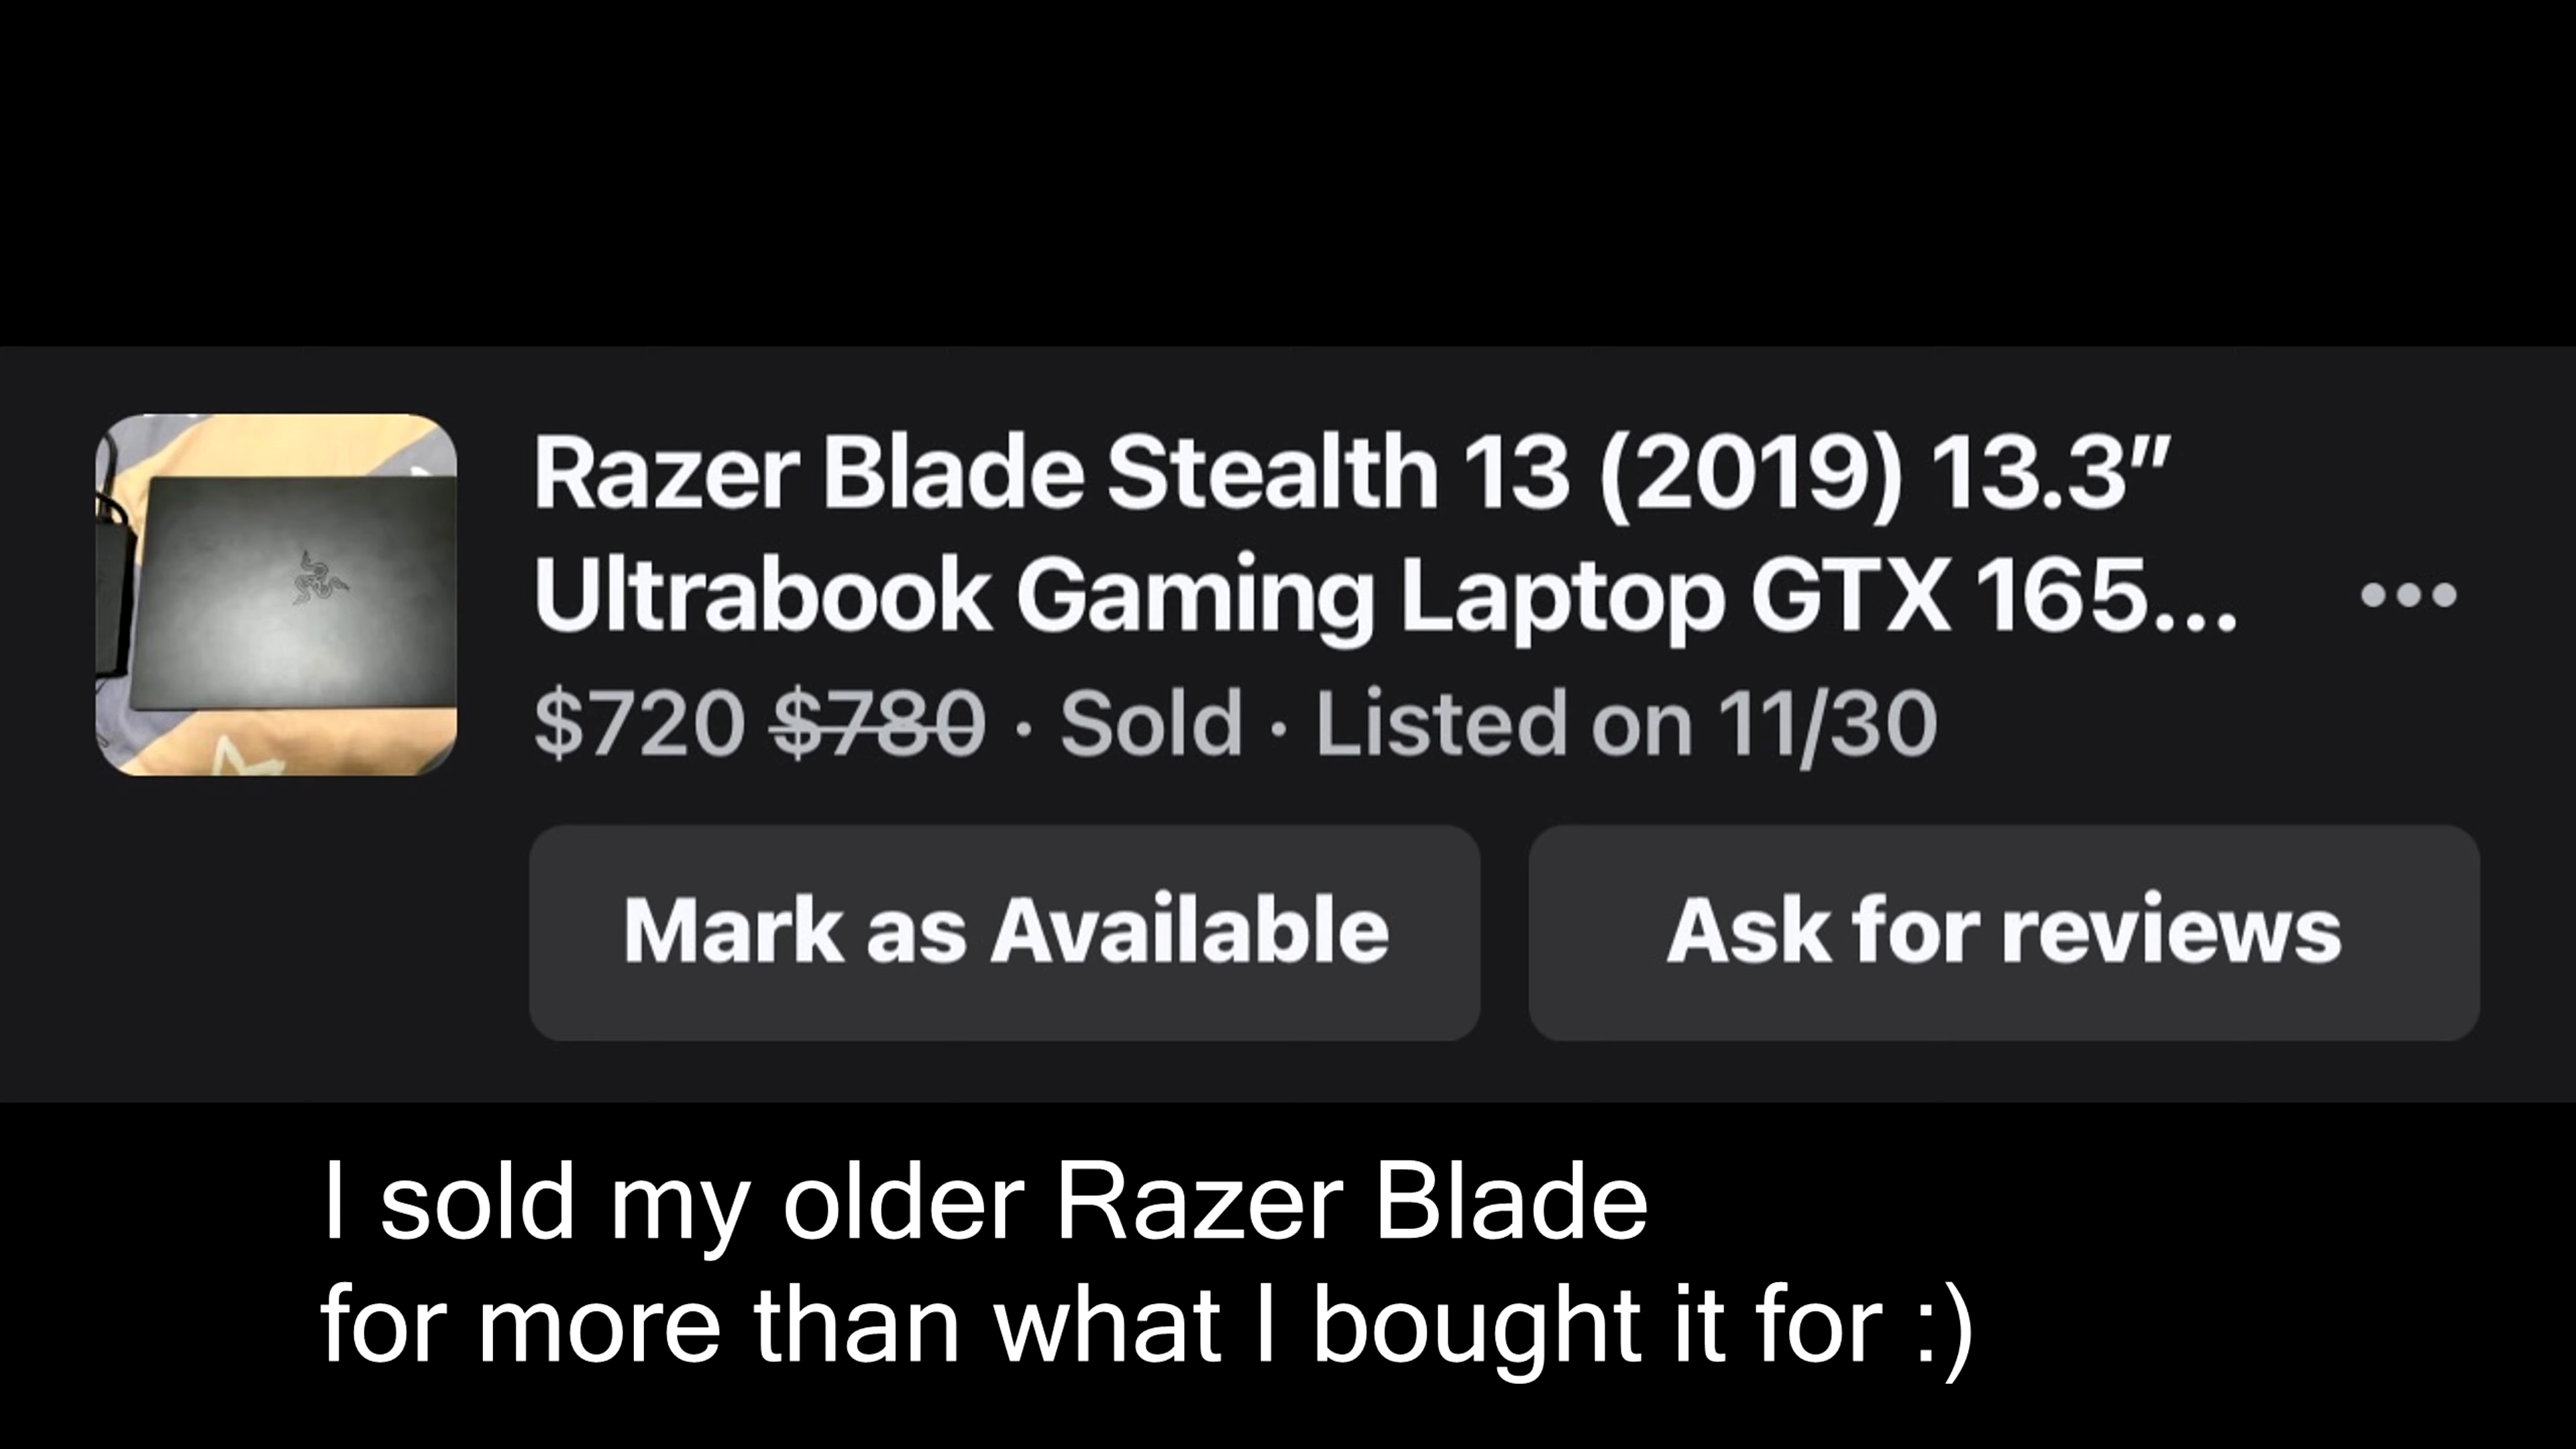 Razer Blade Stealth 13 (2019) 13.3"
Ultrabook Gaming Laptop GTX 165...
$720 $780 · Sold · Listed on 11/30
Mark as Available
Ask for reviews
I sold my older Razer Blade
for more than what I bought it for :)